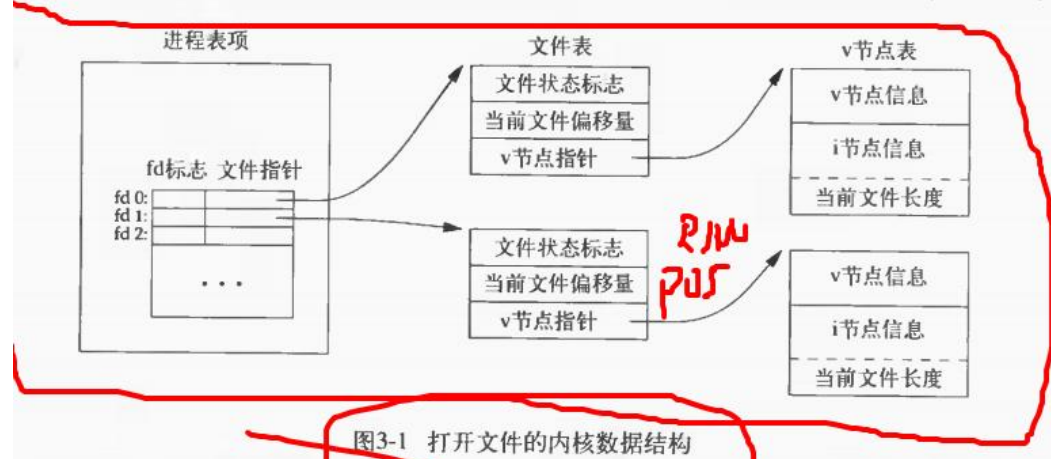 进程表项
文件表
v节点表
文件状态标志
当前文件偏移量
v节点指针
v节点信息
i节点信息
当前文件长度
fd标志 文件指针
fd 0:
fd 1:
fd 2:
...
文件状态标志
当前文件偏移量
v节点指针
pos
v节点信息
i节点信息
当前文件长度
图3-1 打开文件的内核数据结构